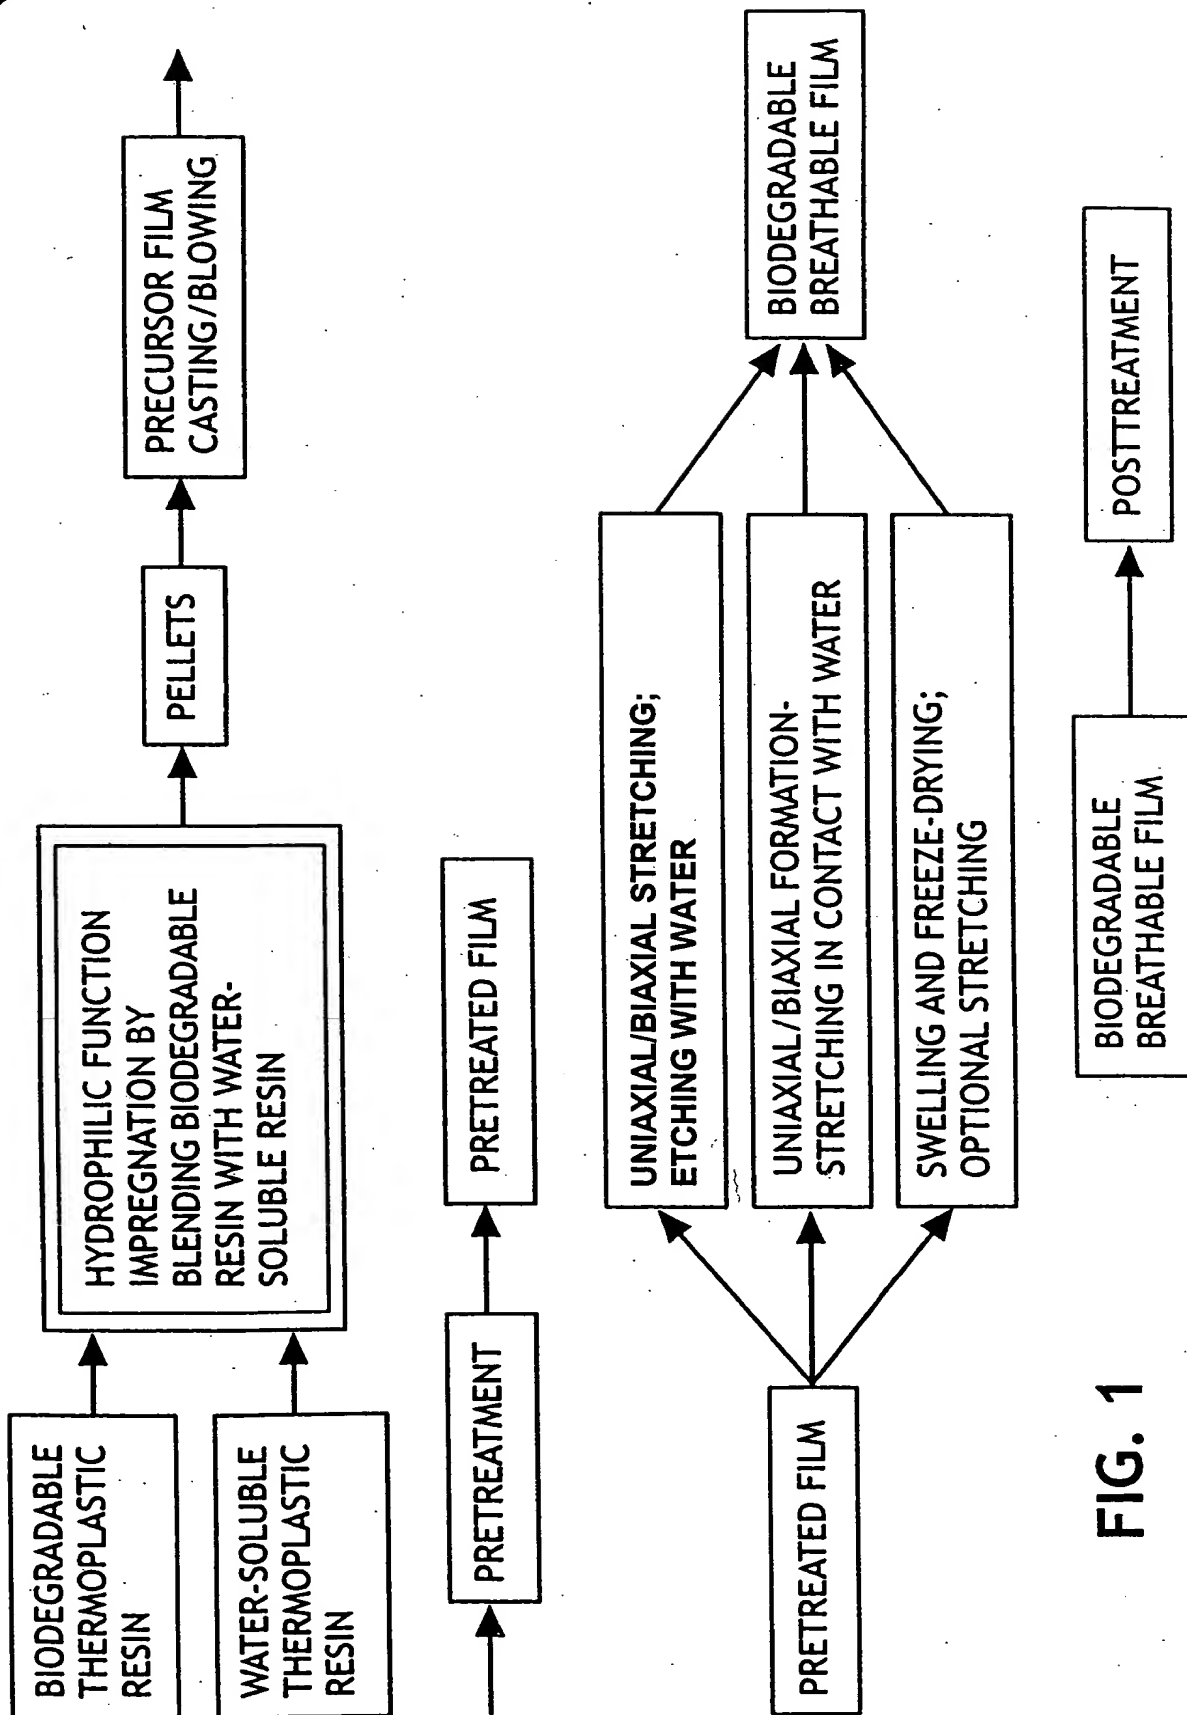 BIODEGRADABLE
THERMOPLASTIC
RESIN
WATER-SOLUBLE
THERMOPLASTIC
RESIN
HYDROPHILIC FUNCTION
IMPREGNATION BY
BLENDING BIODEGRADABLE
RESIN WITH WATER-
SOLUBLE RESIN
PELLETS
PRECURSOR FILM
CASTING/BLOWING
PRETREATMENT
PRETREATED FILM
PRETREATED FILM
UNIAXIAL/BIAXIAL STRETCHING;
ETCHING WITH WATER
UNIAXIAL/BIAXIAL FORMATION-
STRETCHING IN CONTACT WITH WATER
SWELLING AND FREEZE-DRYING;
OPTIONAL STRETCHING
BIODEGRADABLE
BREATHABLE FILM
BIODEGRADABLE
BREATHABLE FILM
POSTTREATMENT
FIG. 1